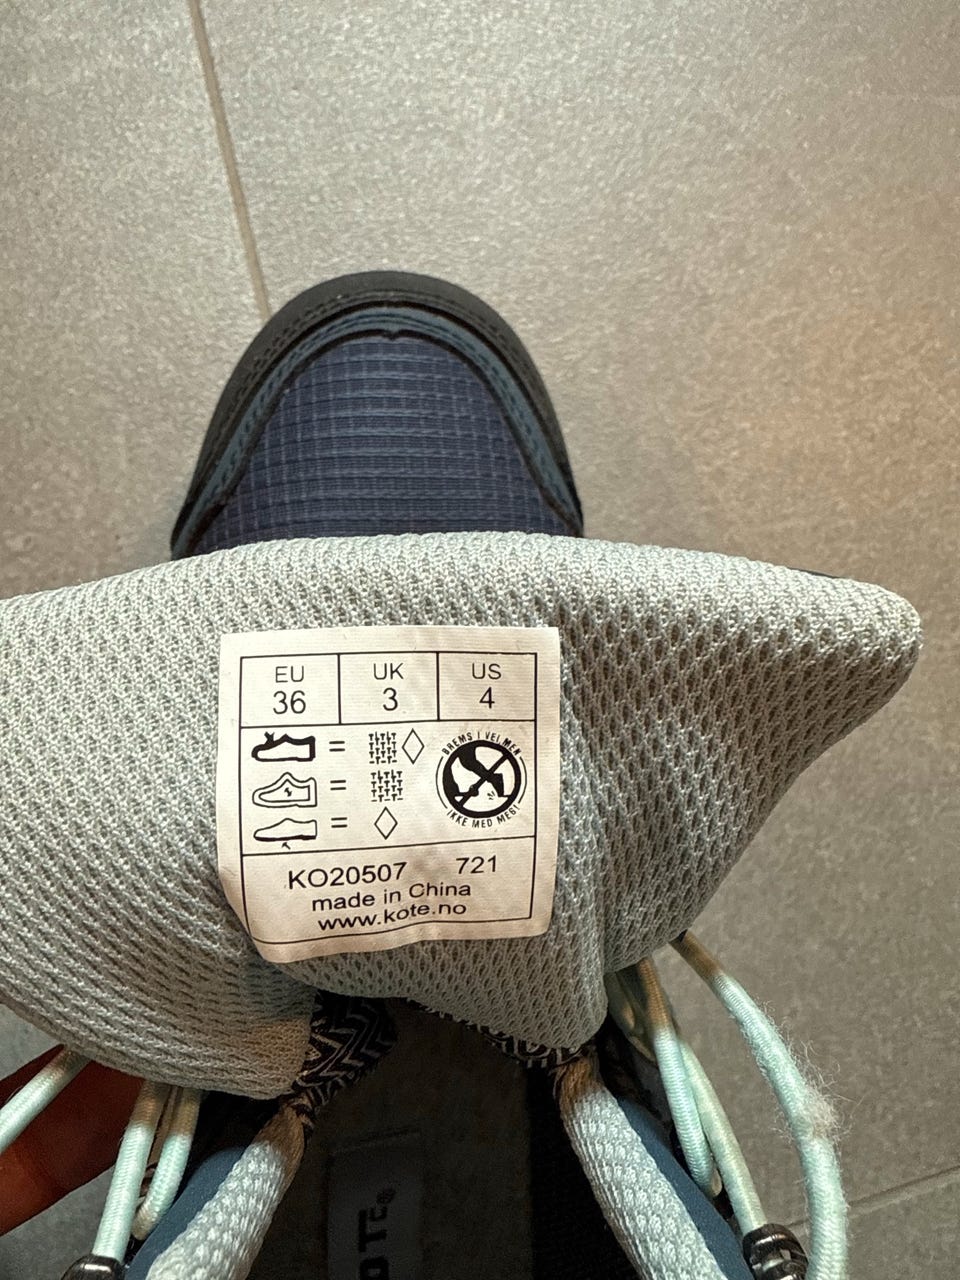 EU UK US
36 3 4
= 
=
=
BREMS I VEI MEN
IKKE MED MEG!
KO20507 721
made in China
www.kote.no